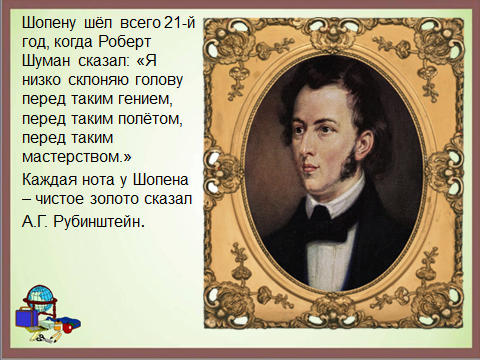 Шопену шёл всего 21-й
год, когда Роберт
Шуман сказал: «Я
низко склоняю голову
перед таким гением,
перед таким полётом,
перед таким
мастерством.»
Каждая нота у Шопена
– чистое золото сказал
А.Г. Рубинштейн.